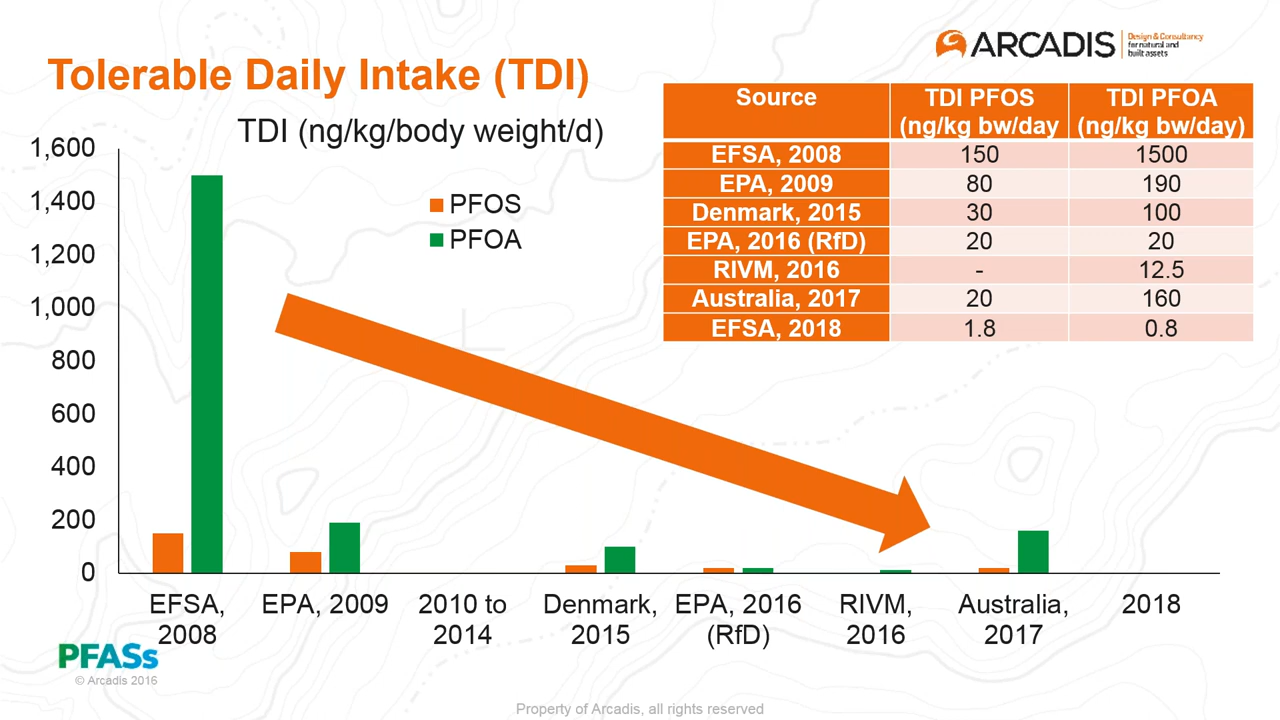 ARCADIS
Design & Consultancy
for natural and
built assets
Tolerable Daily Intake (TDI)
TDI (ng/kg/body weight/d)
1,600
1,400
1,200
1,000
800
600
400
200
0
PFOS
PFOA
EFSA, 2008
EPA, 2009
2010 to 2014
Denmark, 2015
EPA, 2016 (RfD)
RIVM, 2016
Australia, 2017
2018
Source TDI PFOS (ng/kg bw/day TDI PFOA (ng/kg bw/day)
EFSA, 2008 150 1500
EPA, 2009 80 190
Denmark, 2015 30 100
EPA, 2016 (RfD) 20 20
RIVM, 2016 - 12.5
Australia, 2017 20 160
EFSA, 2018 1.8 0.8
PFASs
© Arcadis 2016
Property of Arcadis, all rights reserved